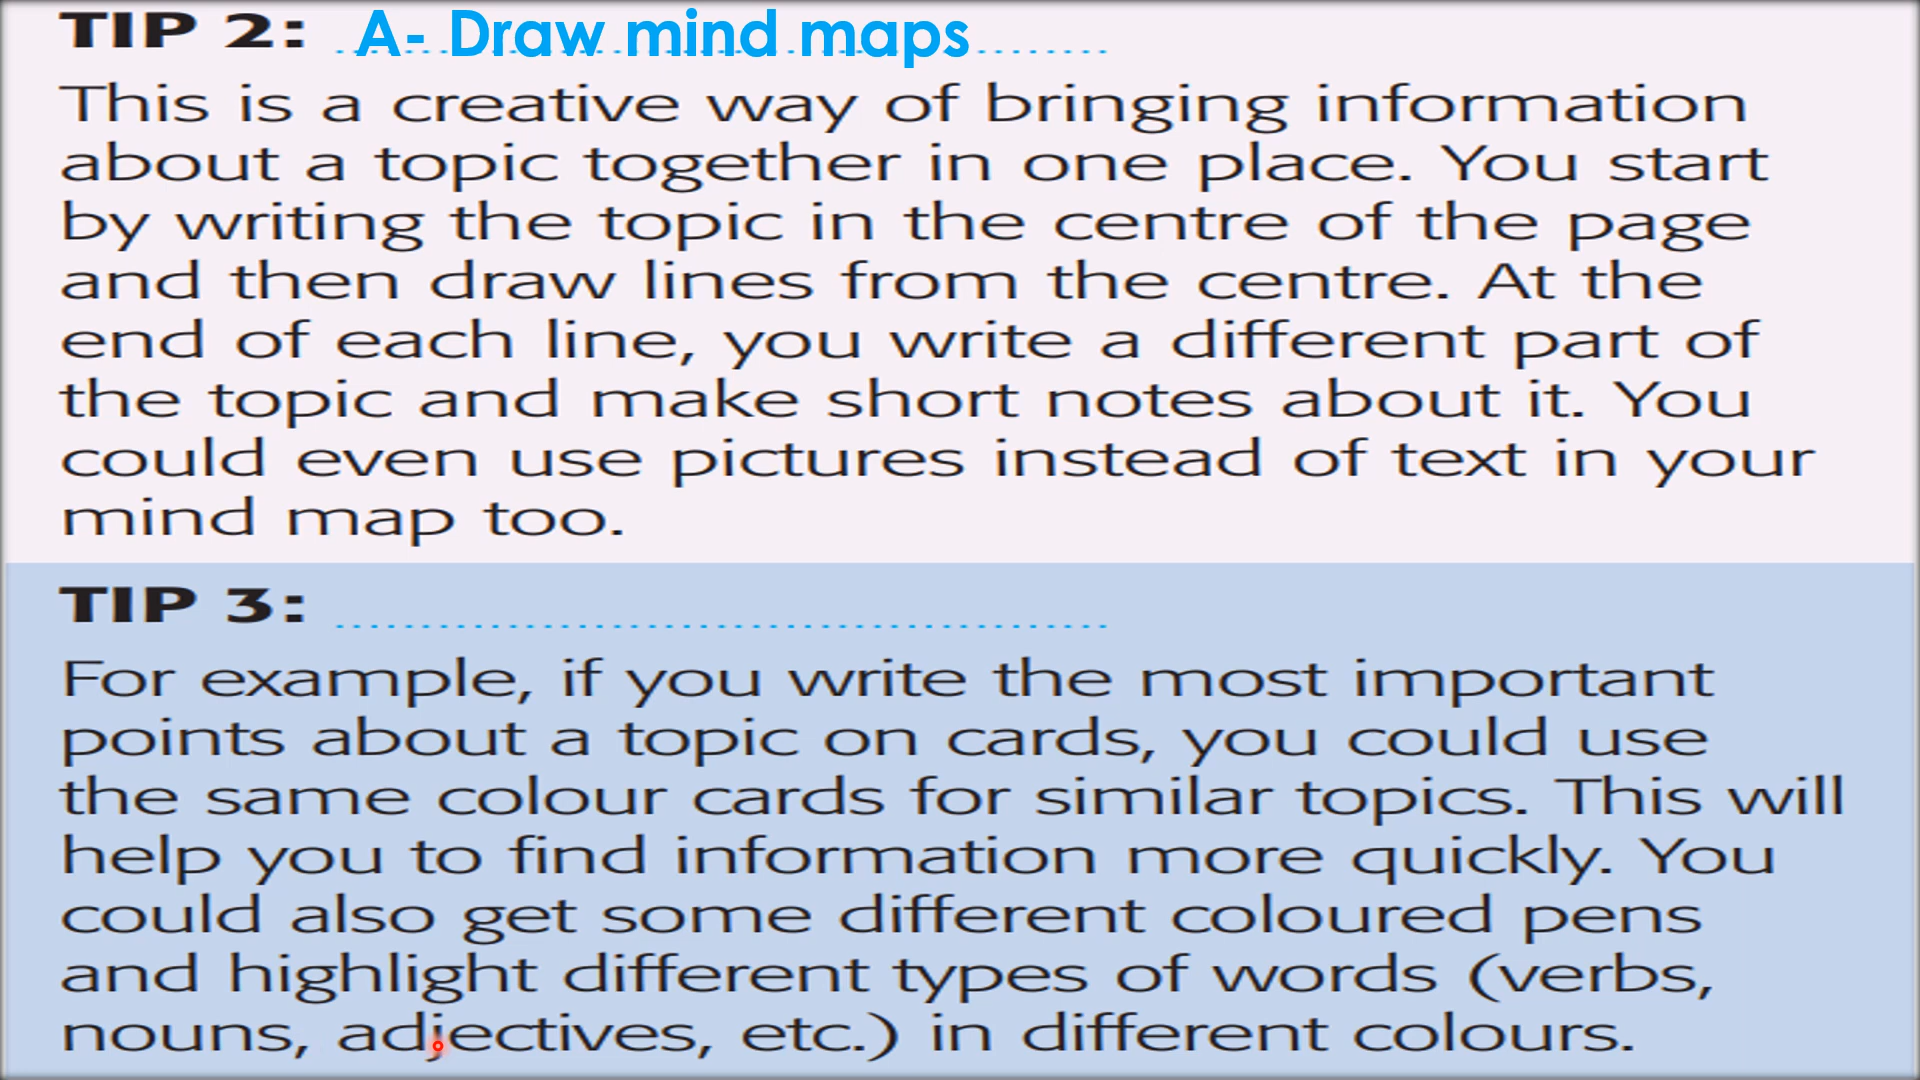 TIP 2: A- Draw mind maps
This is a creative way of bringing information
about a topic together in one place. You start
by writing the topic in the centre of the page
and then draw lines from the centre. At the
end of each line, you write a different part of
the topic and make short notes about it. You
could even use pictures instead of text in your
mind map too.
TIP 3:
For example, if you write the most important
points about a topic on cards, you could use
the same colour cards for similar topics. This will
help you to find information more quickly. You
could also get some different coloured pens
and highlight different types of words (verbs,
nouns, adjectives, etc.) in different colours.